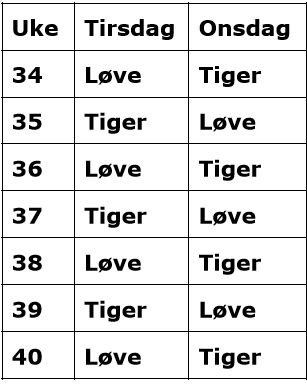 Uke Tirsdag Onsdag
34 Løve Tiger
35 Tiger Løve
36 Løve Tiger
37 Tiger Løve
38 Løve Tiger
39 Tiger Løve
40 Løve Tiger